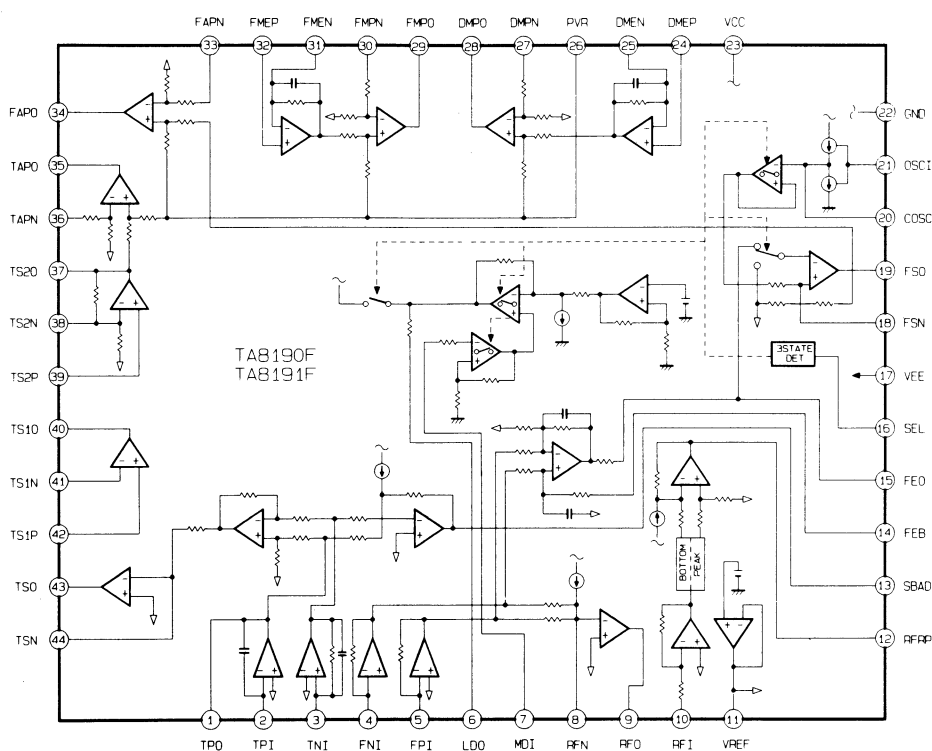 FAPN FMEP FMEN FMPN FMPO DMPO DMPN PVR DMEN DMEP VCC
33 32 31 30 29 28 27 26 25 24 23
FAPO 34
TAPO 35
TAPN 36
TS2O 37
TS2N 38
TS2P 39
TS1O 40
TS1N 41
TS1P 42
TSO 43
TSN 44
TA8190F
TA8191F
3STATE
DET
BOTTOM
PEAK
22 GND
21 OSCI
20 COSC
19 FSO
18 FSN
17 VEE
16 SEL
15 FEO
14 FEB
13 SBAD
12 RFRP
1 2 3 4 5 6 7 8 9 10 11
TPO TPI TNI FNI FPI LDO MDI RFN RFO RFI VREF